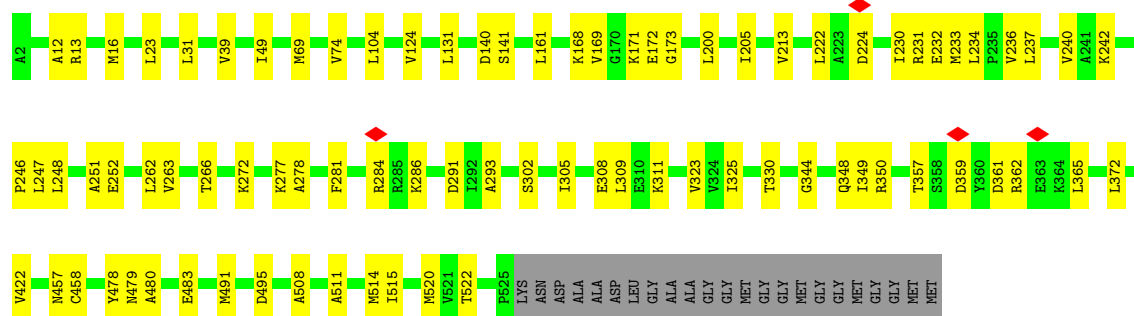 A2 A12 R13 M16 L23 L31 V39 I49 M69 V74 L104 V124 L131 D140 S141 L161 K168 V169 G170 K171 E172 G173 L200 I205 V213 L222 A223 D224 I230 R231 E232 M233 L234 P235 V236 L237 V240 A241 K242
P246 L247 L248 A251 E252 L262 V263 T266 K272 K277 A278 F281 R284 R285 K286 D291 I292 A293 S302 I305 E308 L309 E310 K311 V323 V324 I325 T330 G344 Q348 I349 R350 T357 S358 D359 Y360 D361 R362 E363 K364 L365 L372
V422 N457 C458 Y478 N479 A480 E483 M491 D495 A508 A511 M514 I515 M520 V521 T522 P525 LYS ASN ASP ALA ALA ASP LEU GLY ALA ALA GLY GLY MET GLY GLY MET GLY GLY MET GLY GLY MET MET